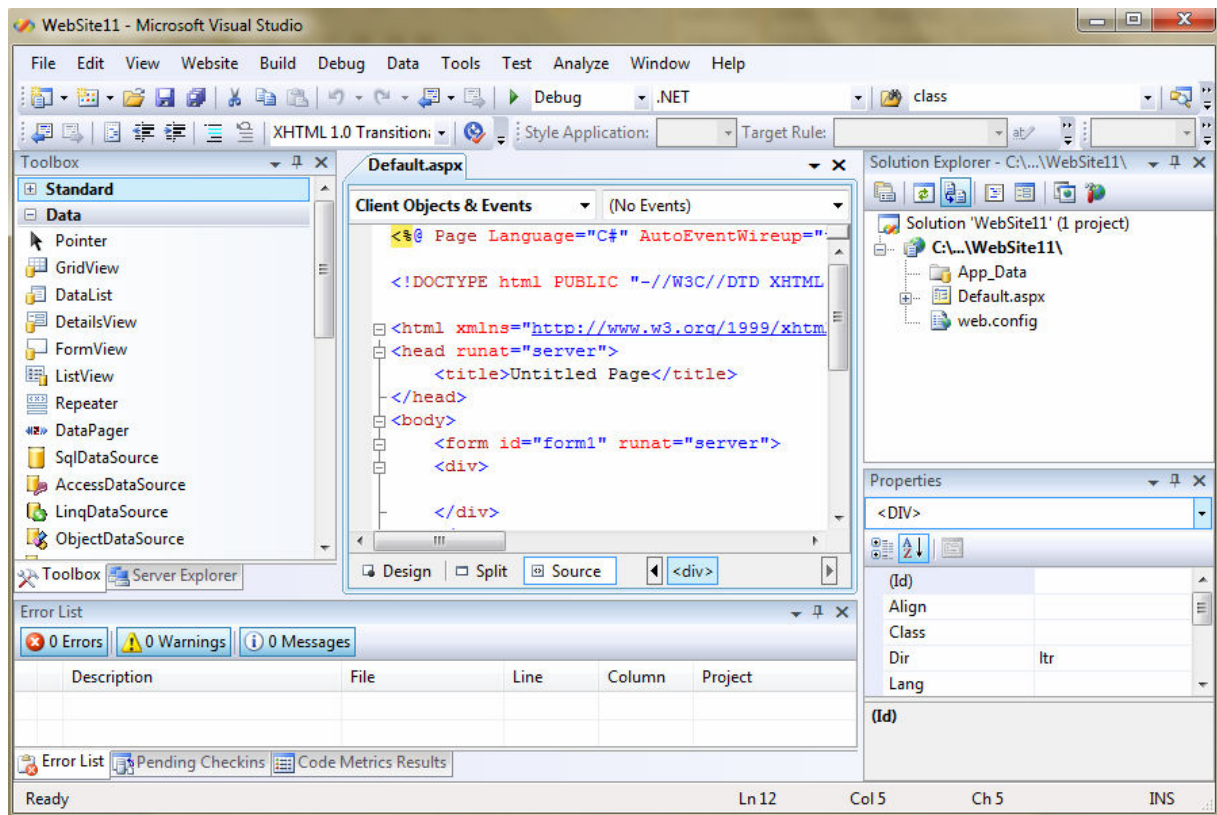 WebSite11 - Microsoft Visual Studio
File Edit View Website Build Debug Data Tools Test Analyze Window Help
Debug .NET class
XHTML 1.0 Transition Style Application: Target Rule:
Toolbox
Standard
Data
Pointer
GridView
DataList
DetailsView
FormView
ListView
Repeater
DataPager
SqlDataSource
AccessDataSource
LinqDataSource
ObjectDataSource
Toolbox Server Explorer
Default.aspx
Client Objects & Events (No Events)
<%@ Page Language="C#" AutoEventWireup="
<!DOCTYPE html PUBLIC "-//W3C//DTD XHTML
<html xmlns="http://www.w3.org/1999/xhtm
<head runat="server">
<title>Untitled Page</title>
</head>
<body>
<form id="form1" runat="server">
<div>
</div>
Design Split Source <div>
Solution Explorer - C:\...\WebSite11\
Solution 'WebSite11' (1 project)
C:\...\WebSite11\
App_Data
Default.aspx
web.config
Properties
<DIV>
(Id)
Align
Class
Dir ltr
Lang
(Id)
Error List
0 Errors 0 Warnings 0 Messages
Description File Line Column Project
Error List Pending Checkins Code Metrics Results
Ready Ln 12 Col 5 Ch 5 INS